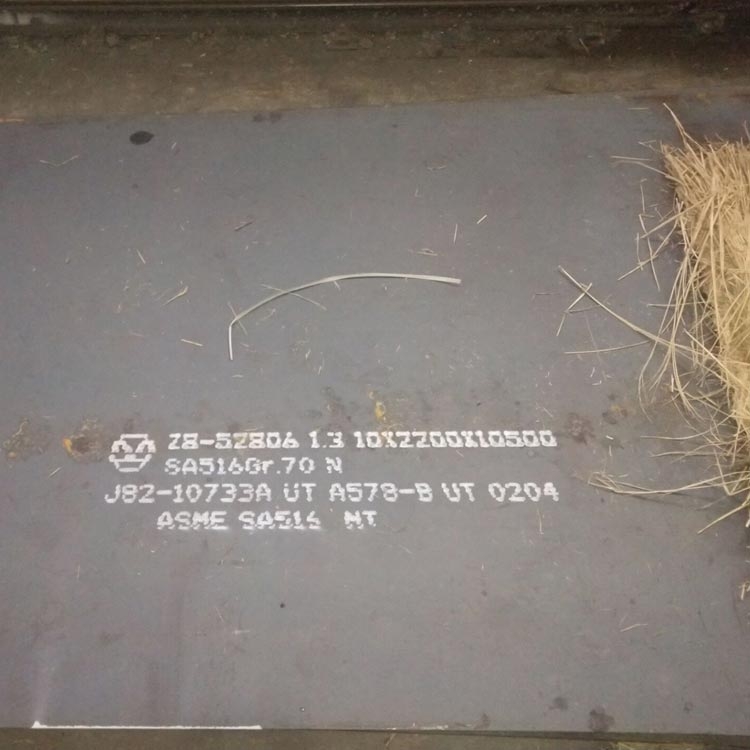 Z8-52806 1.3 10X2200X10500
SA516Gr.70 N
J82-10733A UT A578-B UT 0204
ASME SA516 MT